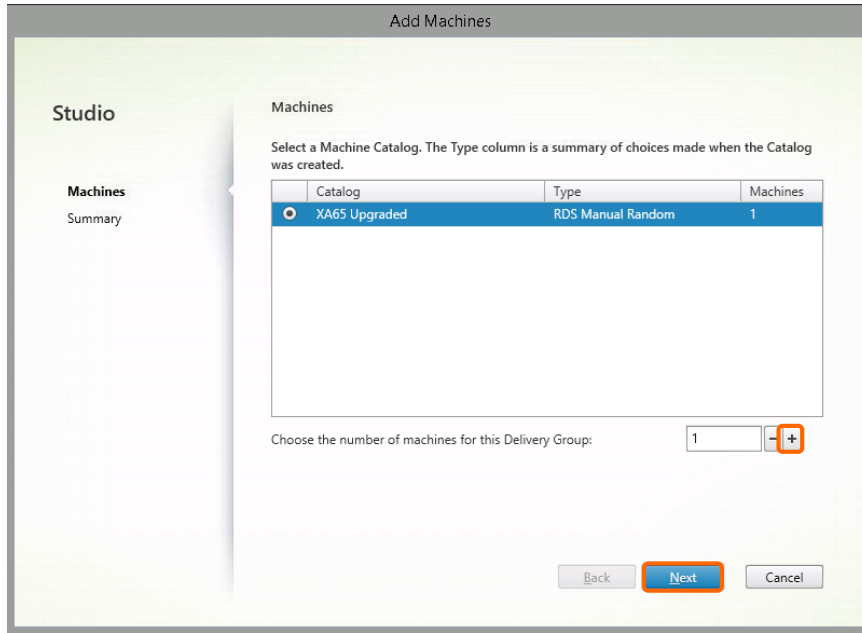 Add Machines
Studio
Machines
Summary
Machines
Select a Machine Catalog. The Type column is a summary of choices made when the Catalog
was created.
Catalog Type Machines
XA65 Upgraded RDS Manual Random 1
Choose the number of machines for this Delivery Group: 1 - +
Back Next Cancel